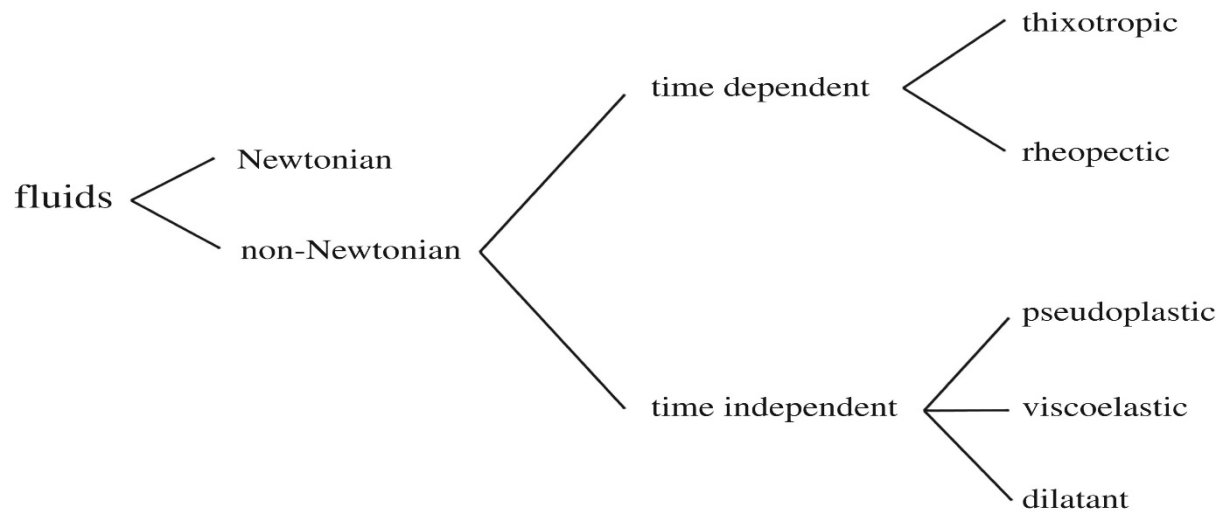 fluids
Newtonian
non-Newtonian
time dependent
thixotropic
rheopectic
time independent
pseudoplastic
viscoelastic
dilatant